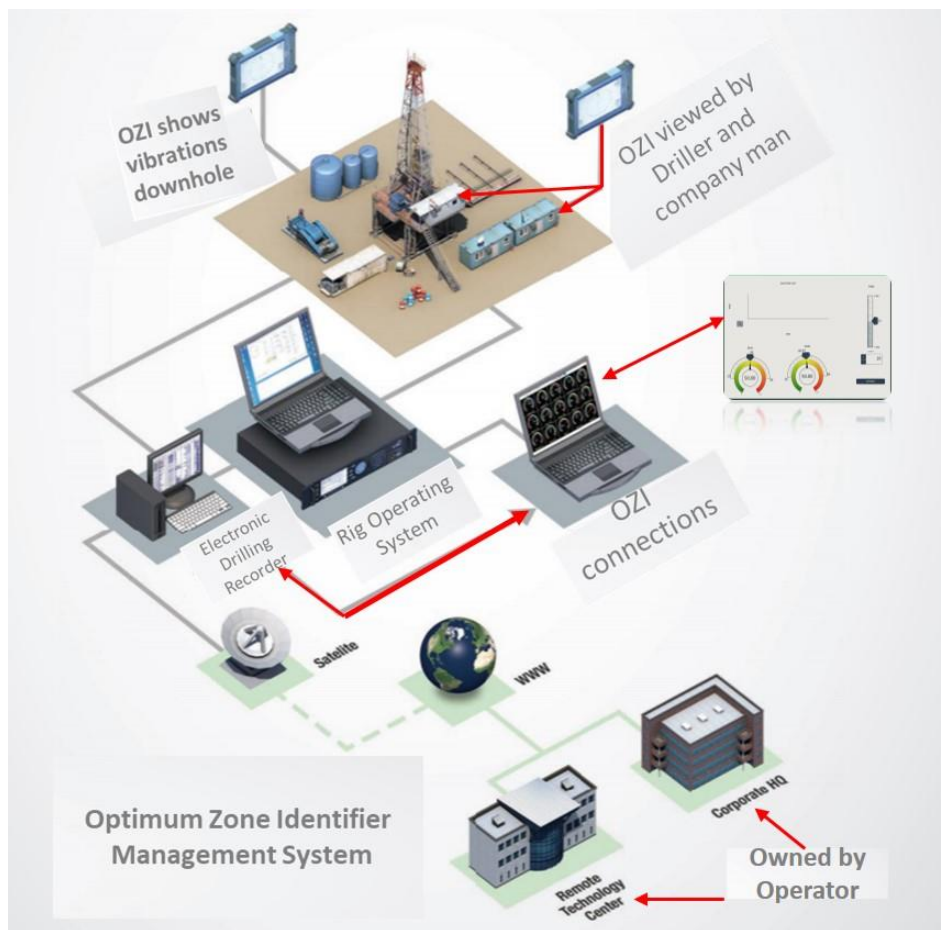 OZI shows
vibrations
downhole
OZI viewed by
Driller and
company man
Electronic
Drilling
Recorder
Rig Operating
System
OZI
connections
Satelite
WWW
Corporate HQ
Remote
Technology
Center
Optimum Zone Identifier
Management System
Owned by
Operator